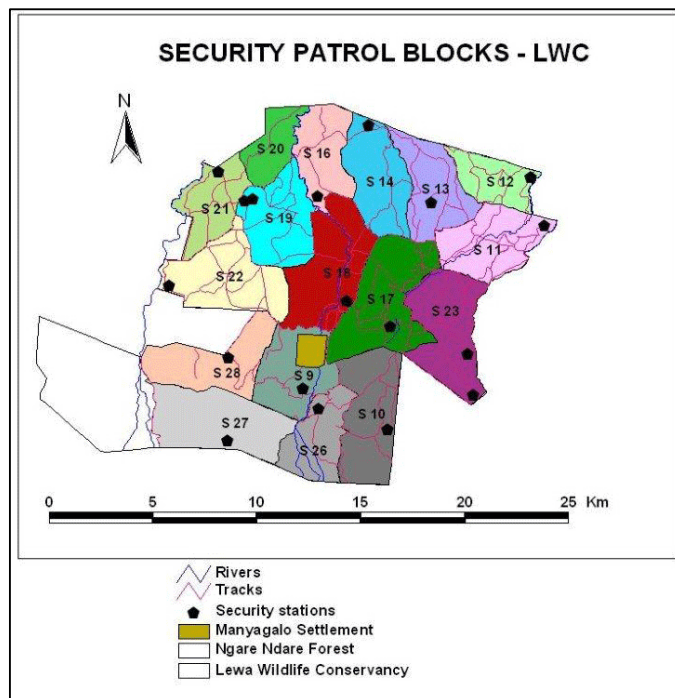 SECURITY PATROL BLOCKS - LWC
N
S 20
S 16
S 14
S 13
S 12
S 21
S 19
S 11
S 22
S 18
S 17
S 23
S 28
S 9
S 27
S 10
S 26
0 5 10 15 20 25 Km
Rivers
Tracks
Security stations
Manyagalo Settlement
Ngare Ndare Forest
Lewa Wildlife Conservancy